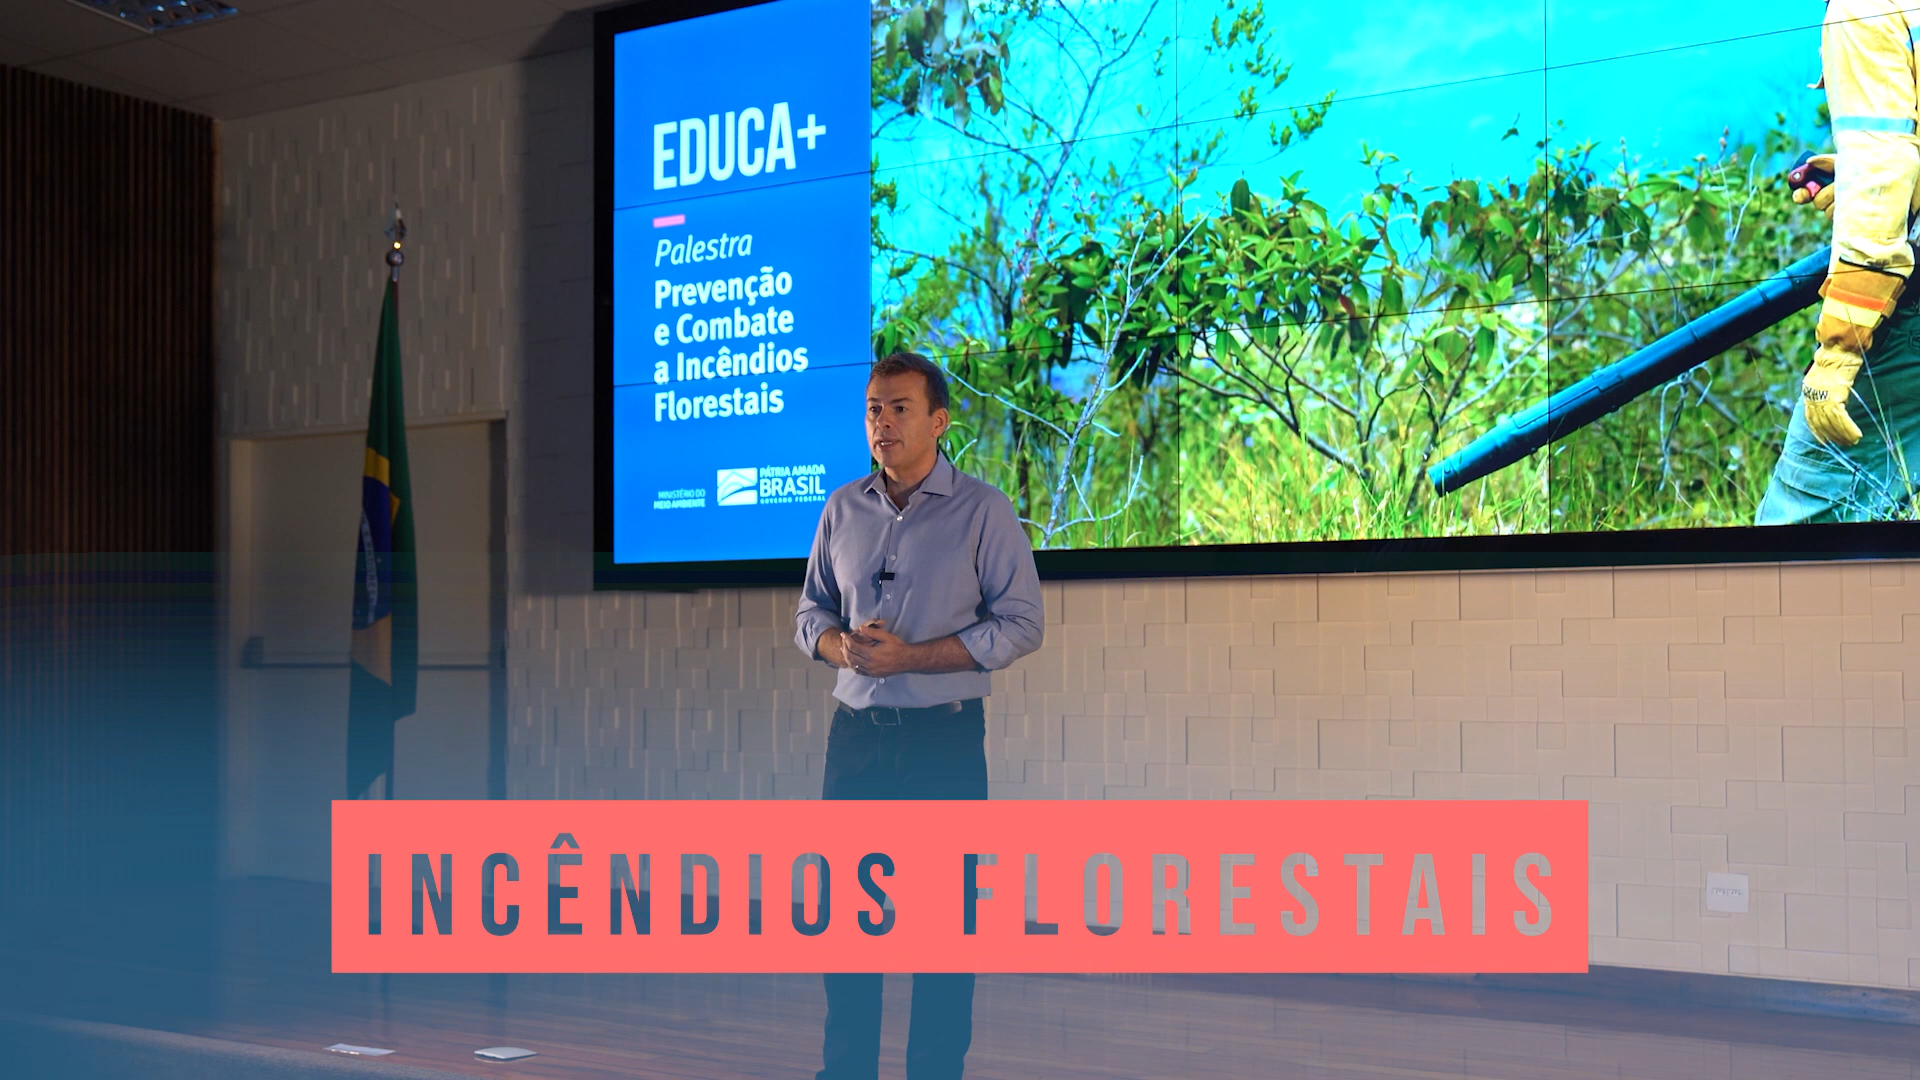 EDUCA+
Palestra
Prevenção
e Combate
a Incêndios
Florestais
MINISTÉRIO DO
MEIO AMBIENTE
PÁTRIA AMADA
BRASIL
GOVERNO FEDERAL
INCÊNDIOS FLORESTAIS